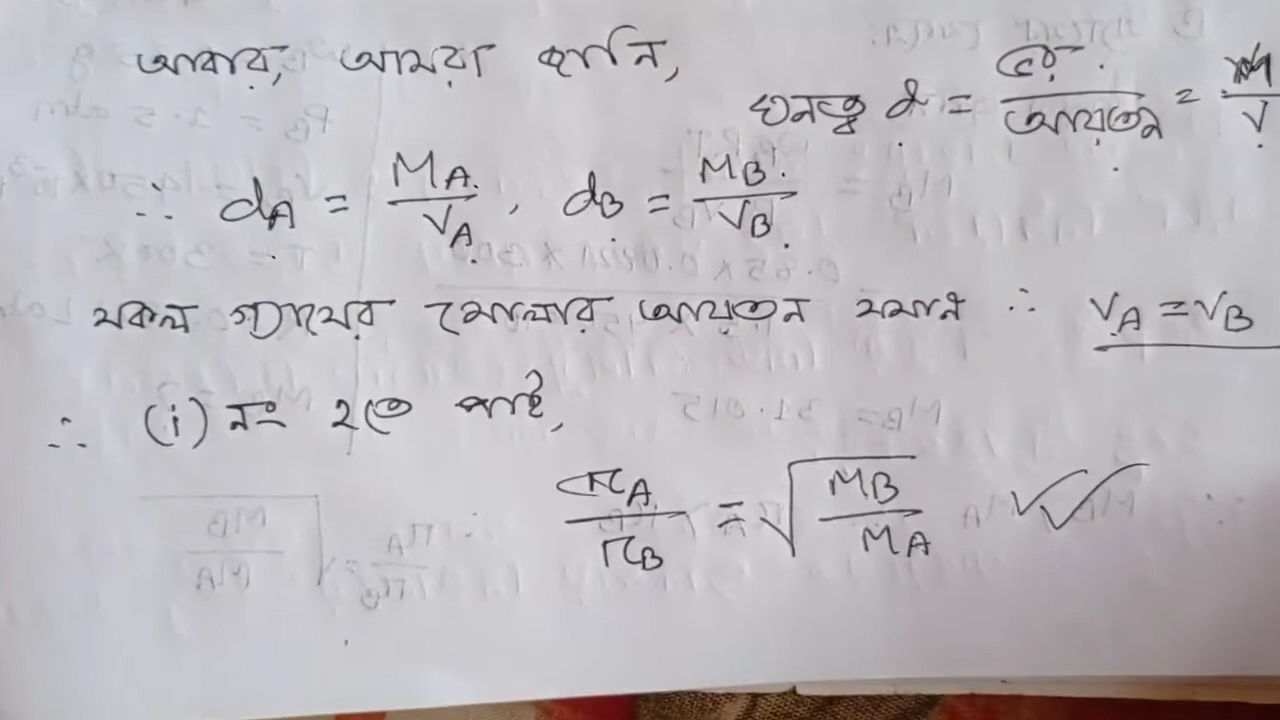 আবার, আমরা জানি,
ঘনত্ব d = ভর / আয়তন = M / V
∴ dA = MA / VA, dB = MB / VB
সকল গ্যাসের মোলার আয়তন সমান ∴ VA = VB
∴ (i) নং হতে পাই,
rA / rB = √(MB / MA)